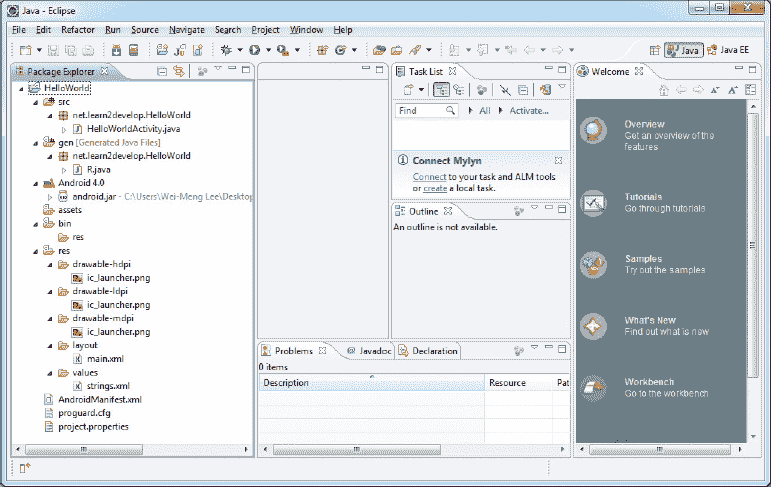 Java - Eclipse
File Edit Refactor Run Source Navigate Search Project Window Help
Java Java EE
Package Explorer
HelloWorld
src
net.learn2develop.HelloWorld
HelloWorldActivity.java
gen [Generated Java Files]
net.learn2develop.HelloWorld
R.java
Android 4.0
android.jar - C:\Users\Wei-Meng Lee\Desktop
assets
bin
res
res
drawable-hdpi
ic_launcher.png
drawable-ldpi
ic_launcher.png
drawable-mdpi
ic_launcher.png
layout
main.xml
values
strings.xml
AndroidManifest.xml
proguard.cfg
project.properties
Task List
Find All Activate...
Connect Mylyn
Connect to your task and ALM tools
or create a local task.
Outline
An outline is not available.
Problems Javadoc Declaration
0 items
Description Resource Pat
Welcome
Overview
Get an overview of the
features
Tutorials
Go through tutorials
Samples
Try out the samples
What's New
Find out what is new
Workbench
Go to the workbench